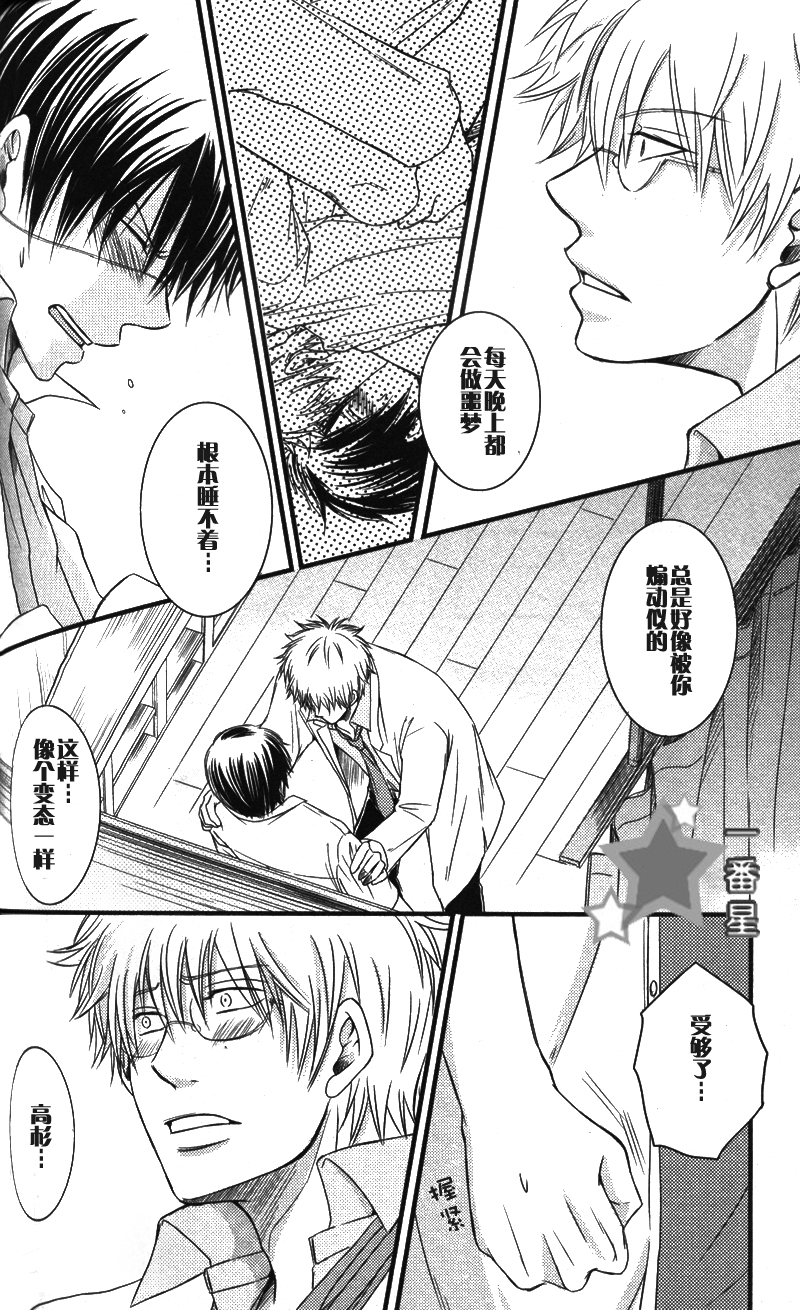 每天晚上都
会做噩梦
根本睡不着…
总是好像被你
煽动似的
这样…
像个变态一样
一番星
受够了…
握紧
高杉…